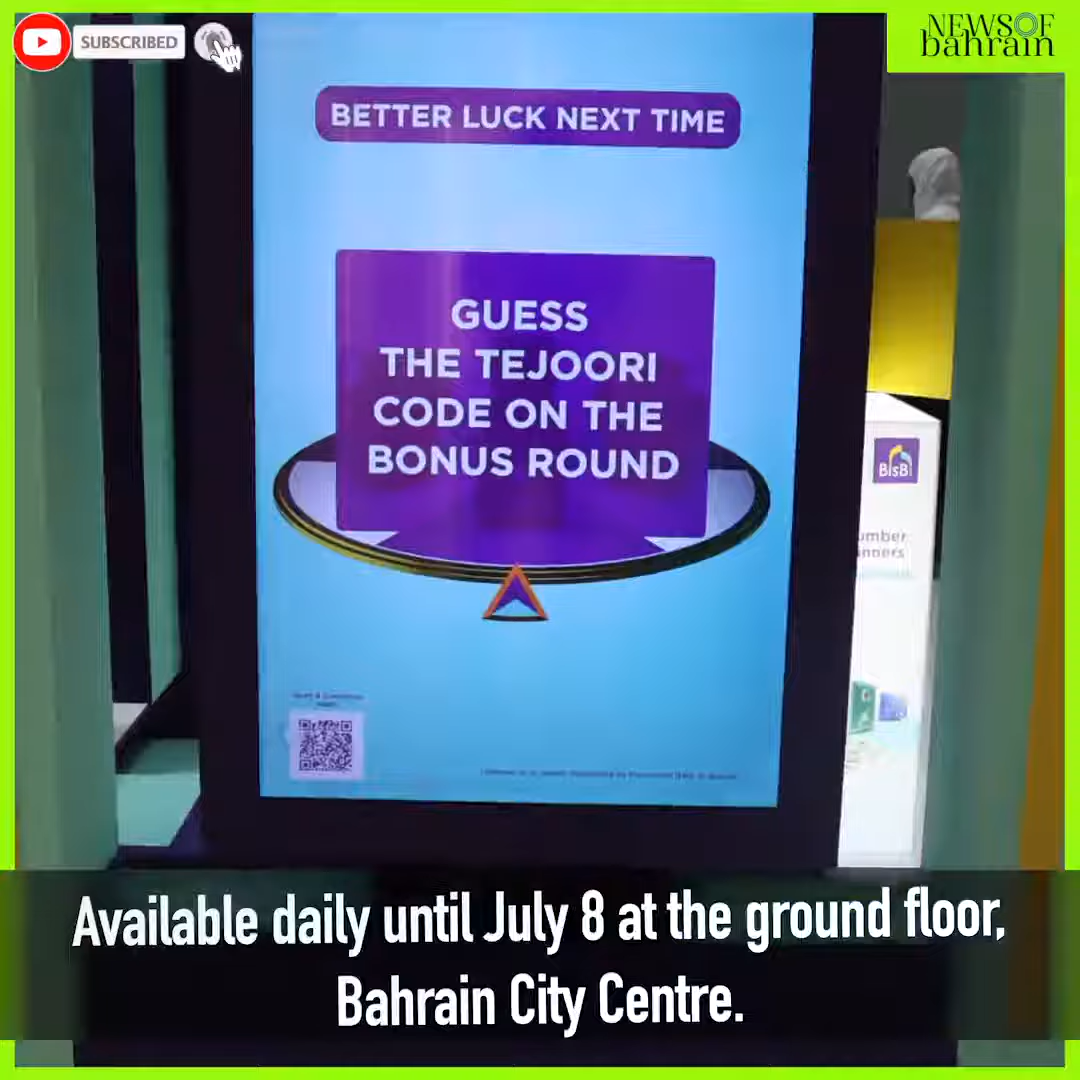 SUBSCRIBED
NEWS OF
bahrain
BETTER LUCK NEXT TIME
GUESS
THE TEJOORI
CODE ON THE
BONUS ROUND
BisB
Available daily until July 8 at the ground floor,
Bahrain City Centre.